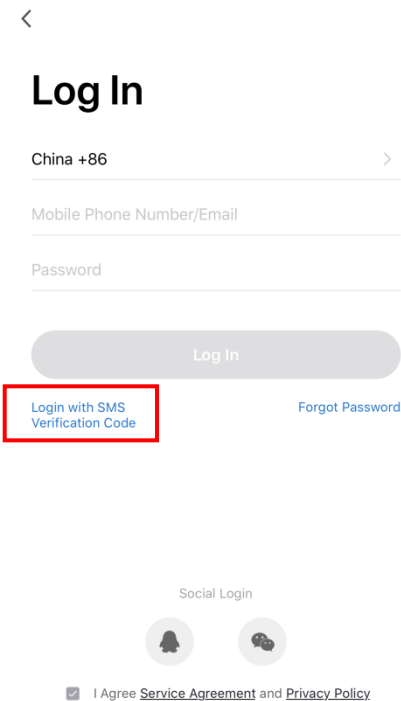 Log In
China +86
Mobile Phone Number/Email
Password
Log In
Login with SMS
Verification Code
Forgot Password
Social Login
I Agree Service Agreement and Privacy Policy